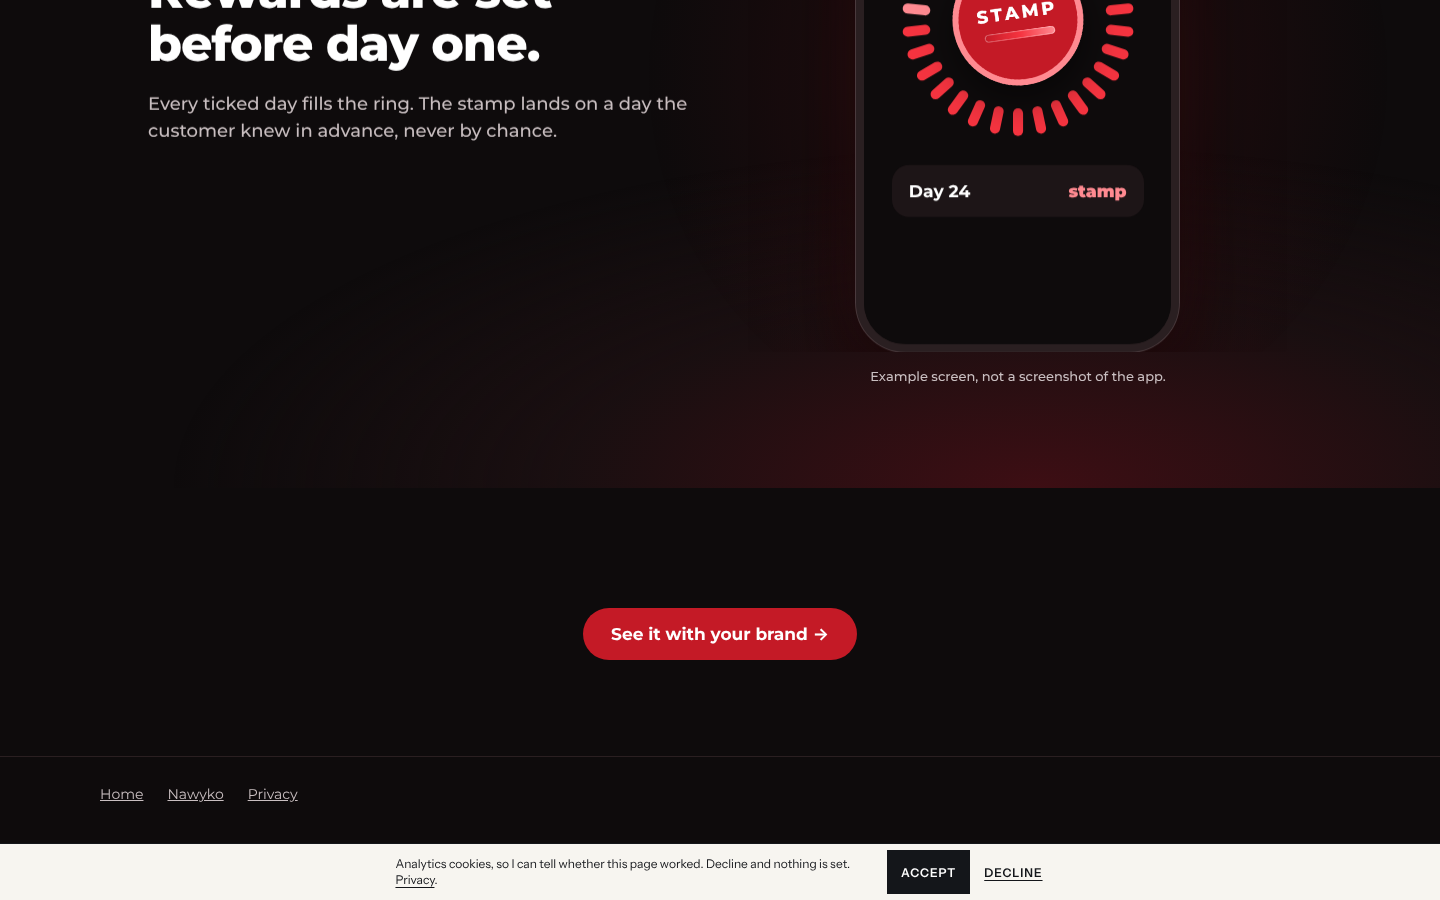 Rewards are set
before day one.
Every ticked day fills the ring. The stamp lands on a day the
customer knew in advance, never by chance.
STAMP
Day 24 stamp
Example screen, not a screenshot of the app.
See it with your brand →
Home Nawyko Privacy
Analytics cookies, so I can tell whether this page worked. Decline and nothing is set.
Privacy.
ACCEPT DECLINE